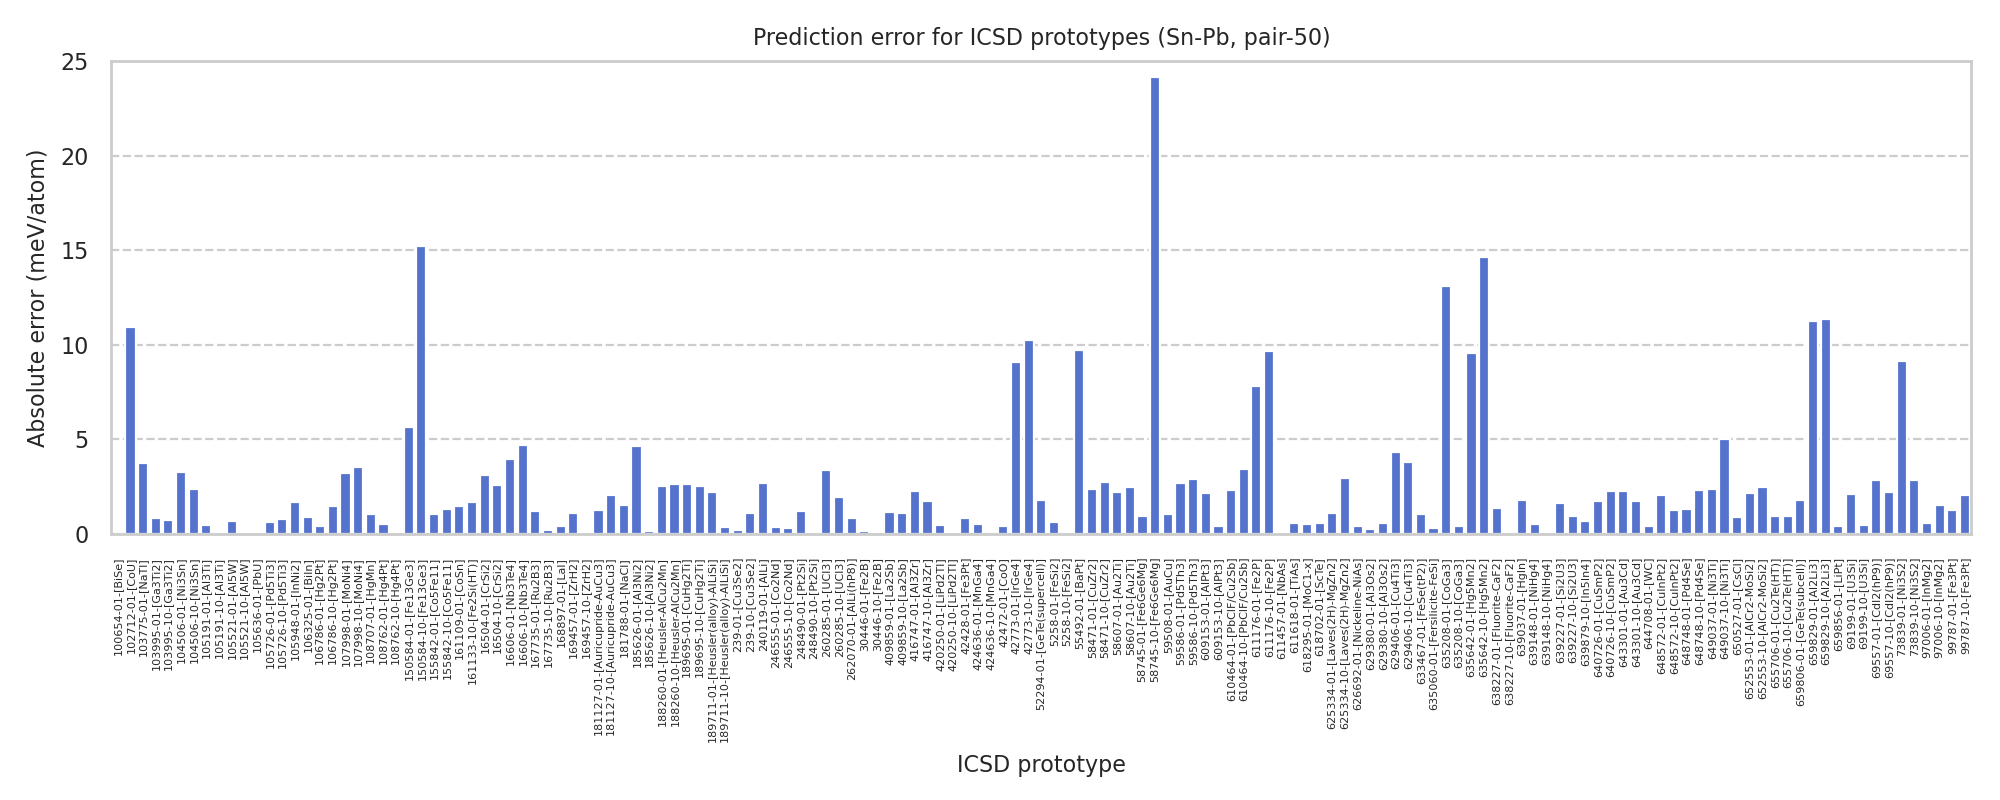 Prediction error for ICSD prototypes (Sn-Pb, pair-50)
Absolute error (meV/atom)
25
20
15
10
5
0
100654-01-[BiSe]
102712-01-[CoU]
103775-01-[NaTl]
103995-01-[Ga3Ti2]
103995-10-[Ga3Ti2]
104506-01-[Ni3Sn]
104506-10-[Ni3Sn]
105191-01-[Al3Ti]
105191-10-[Al3Ti]
105521-01-[Al5W]
105521-10-[Al5W]
105636-01-[PbU]
105726-01-[Pd5Ti3]
105726-10-[Pd5Ti3]
105948-01-[InNi2]
106325-01-[BiIn]
106786-01-[Hg2Pt]
106786-10-[Hg2Pt]
107998-01-[MoNi4]
107998-10-[MoNi4]
108707-01-[HgMn]
108762-01-[Hg4Pt]
108762-10-[Hg4Pt]
150584-01-[Fe13Ge3]
150584-10-[Fe13Ge3]
155842-01-[Co5Fe11]
155842-10-[Co5Fe11]
161109-01-[CoSn]
161133-10-[Fe2Si(HT)]
16504-01-[CrSi2]
16504-10-[CrSi2]
16606-01-[Nb3Te4]
16606-10-[Nb3Te4]
167735-01-[Ru2B3]
167735-10-[Ru2B3]
168897-01-[LaI]
169457-01-[ZrH2]
169457-10-[ZrH2]
181127-01-[Auricupride-AuCu3]
181127-10-[Auricupride-AuCu3]
181788-01-[NaCl]
185626-01-[Al3Ni2]
185626-10-[Al3Ni2]
188260-01-[Heusler-AlCu2Mn]
188260-10-[Heusler-AlCu2Mn]
189695-01-[CuHg2Ti]
189695-10-[CuHg2Ti]
189711-01-[Heusler(alloy)-AlLiSi]
189711-10-[Heusler(alloy)-AlLiSi]
239-01-[Cu3Se2]
239-10-[Cu3Se2]
240119-01-[AlLi]
246555-01-[Co2Nd]
246555-10-[Co2Nd]
248490-01-[Pt2Si]
248490-10-[Pt2Si]
260285-01-[UCl3]
260285-10-[UCl3]
262070-01-[AlLi(hP8)]
30446-01-[Fe2B]
30446-10-[Fe2B]
409859-01-[La2Sb]
409859-10-[La2Sb]
416747-01-[Al3Zr]
416747-10-[Al3Zr]
420250-01-[LiPd2Tl]
420250-10-[LiPd2Tl]
42428-01-[Fe3Pt]
424636-01-[MnGa4]
424636-10-[MnGa4]
42472-01-[CoO]
42773-01-[IrGe4]
42773-10-[IrGe4]
52294-01-[GeTe(supercell)]
5258-01-[FeSi2]
5258-10-[FeSi2]
55492-01-[BaPt]
58471-01-[CuZr2]
58471-10-[CuZr2]
58607-01-[Au2Ti]
58607-10-[Au2Ti]
58745-01-[Fe6Ge6Mg]
58745-10-[Fe6Ge6Mg]
59508-01-[AuCu]
59586-01-[Pd5Th3]
59586-10-[Pd5Th3]
609153-01-[AlPt3]
609153-10-[AlPt3]
610464-01-[PbClF/Cu2Sb]
610464-10-[PbClF/Cu2Sb]
611176-01-[Fe2P]
611176-10-[Fe2P]
611457-01-[NbAs]
611618-01-[TiAs]
618295-01-[MoC1-x]
618702-01-[ScTe]
625334-01-[Laves(2H)-MgZn2]
625334-10-[Laves(2H)-MgZn2]
626692-01-[Nickeline-NiAs]
629380-01-[Al3Os2]
629380-10-[Al3Os2]
629406-01-[Cu4Ti3]
629406-10-[Cu4Ti3]
633467-01-[FeSe(tP2)]
635060-01-[Fersilicite-FeSi]
635208-01-[CoGa3]
635208-10-[CoGa3]
635642-01-[Hg5Mn2]
635642-10-[Hg5Mn2]
638227-01-[Fluorite-CaF2]
638227-10-[Fluorite-CaF2]
639037-01-[HgIn]
639148-01-[NiHg4]
639148-10-[NiHg4]
639227-01-[Si2U3]
639227-10-[Si2U3]
639879-10-[In5In4]
640726-01-[CuSmP2]
640726-10-[CuSmP2]
643301-01-[Au3Cd]
643301-10-[Au3Cd]
644708-01-[WC]
648572-01-[CuInPt2]
648572-10-[CuInPt2]
648748-01-[Pd4Se]
648748-10-[Pd4Se]
649037-01-[Ni3Ti]
649037-10-[Ni3Ti]
650527-01-[CsCl]
652553-01-[AlCr2-MoSi2]
652553-10-[AlCr2-MoSi2]
655706-01-[Cu2Te(HT)]
655706-10-[Cu2Te(HT)]
659806-01-[GeTe(subcell)]
659829-01-[Al2Li3]
659829-10-[Al2Li3]
659856-01-[LiPt]
69199-01-[U3Si]
69199-10-[U3Si]
69557-01-[CdI2(hP9)]
69557-10-[CdI2(hP9)]
73839-01-[Ni3S2]
73839-10-[Ni3S2]
97006-01-[InMg2]
97006-10-[InMg2]
99787-01-[Fe3Pt]
99787-10-[Fe3Pt]
ICSD prototype